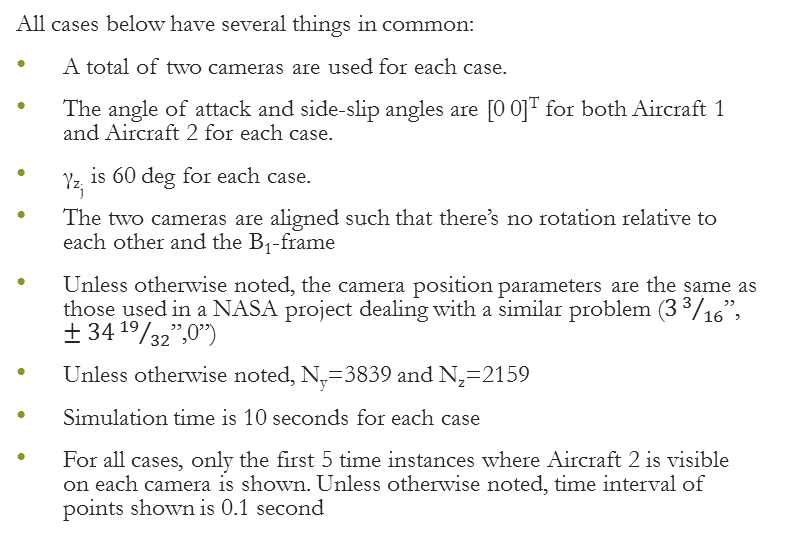 All cases below have several things in common:
• A total of two cameras are used for each case.
• The angle of attack and side-slip angles are [0 0]ᵀ for both Aircraft 1
and Aircraft 2 for each case.
• γzⱼ is 60 deg for each case.
• The two cameras are aligned such that there’s no rotation relative to
each other and the B₁-frame
• Unless otherwise noted, the camera position parameters are the same as
those used in a NASA project dealing with a similar problem (3 3/16”,
± 34 19/32”,0”)
• Unless otherwise noted, Nᵧ=3839 and N_z=2159
• Simulation time is 10 seconds for each case
• For all cases, only the first 5 time instances where Aircraft 2 is visible
on each camera is shown. Unless otherwise noted, time interval of
points shown is 0.1 second